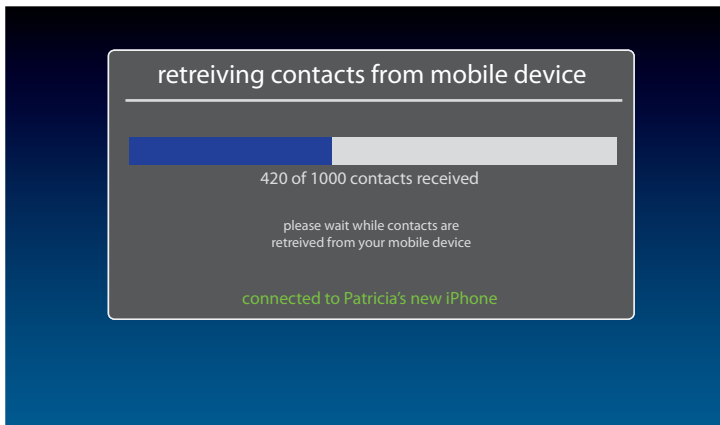 retreiving contacts from mobile device
420 of 1000 contacts received
please wait while contacts are
retreived from your mobile device
connected to Patricia's new iPhone